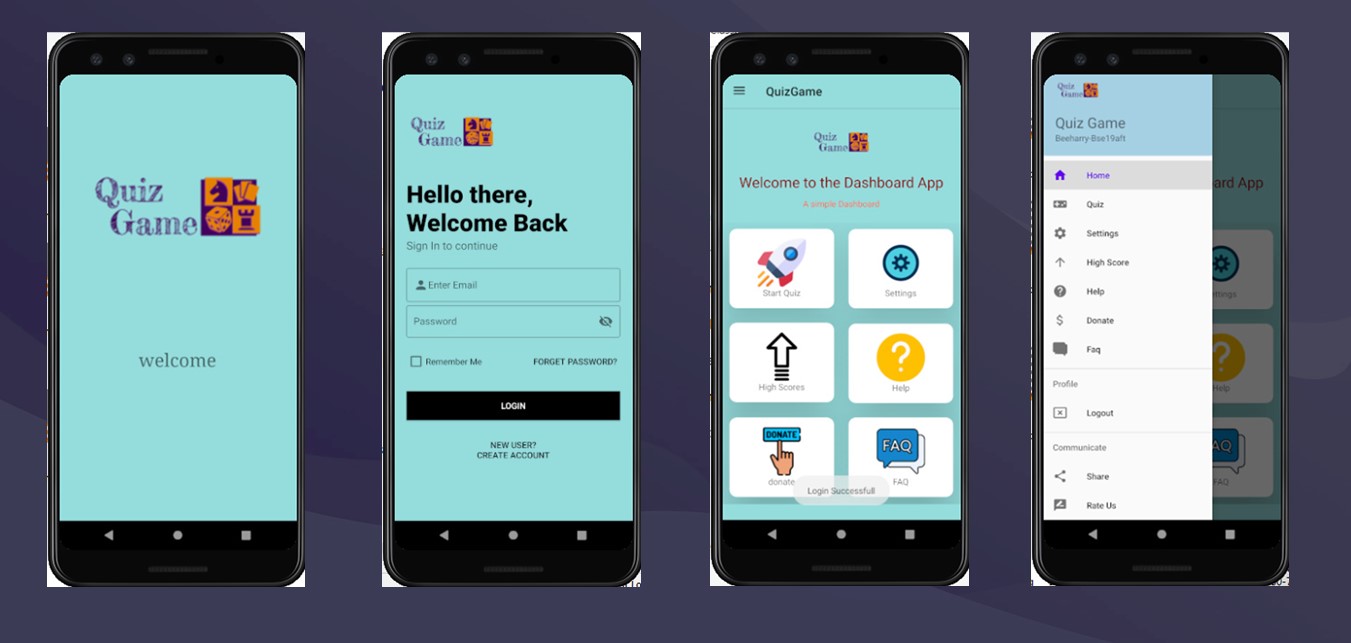 Quiz
Game
welcome
Quiz
Game
Hello there,
Welcome Back
Sign In to continue
Enter Email
Password
Remember Me
FORGET PASSWORD?
LOGIN
NEW USER?
CREATE ACCOUNT
QuizGame
Quiz
Game
Welcome to the Dashboard App
A simple Dashboard
Start Quiz
Settings
High Scores
Help
DONATE
donate
FAQ
FAQ
Login Successfull
Quiz
Game
Quiz Game
Beeharry-Bse19aft
Home
Quiz
Settings
High Score
Help
Donate
Faq
Profile
Logout
Communicate
Share
Rate Us
ard App
ttings
Help
AQ
FAQ